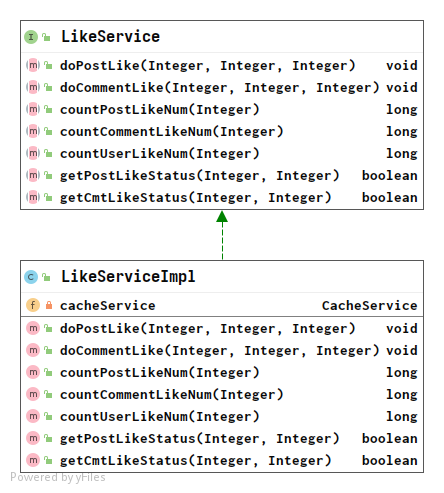 I LikeService
m doPostLike(Integer, Integer, Integer) void
m doCommentLike(Integer, Integer, Integer) void
m countPostLikeNum(Integer) long
m countCommentLikeNum(Integer) long
m countUserLikeNum(Integer) long
m getPostLikeStatus(Integer, Integer) boolean
m getCmtLikeStatus(Integer, Integer) boolean
C LikeServiceImpl
f cacheService CacheService
m doPostLike(Integer, Integer, Integer) void
m doCommentLike(Integer, Integer, Integer) void
m countPostLikeNum(Integer) long
m countCommentLikeNum(Integer) long
m countUserLikeNum(Integer) long
m getPostLikeStatus(Integer, Integer) boolean
m getCmtLikeStatus(Integer, Integer) boolean
Powered by yFiles